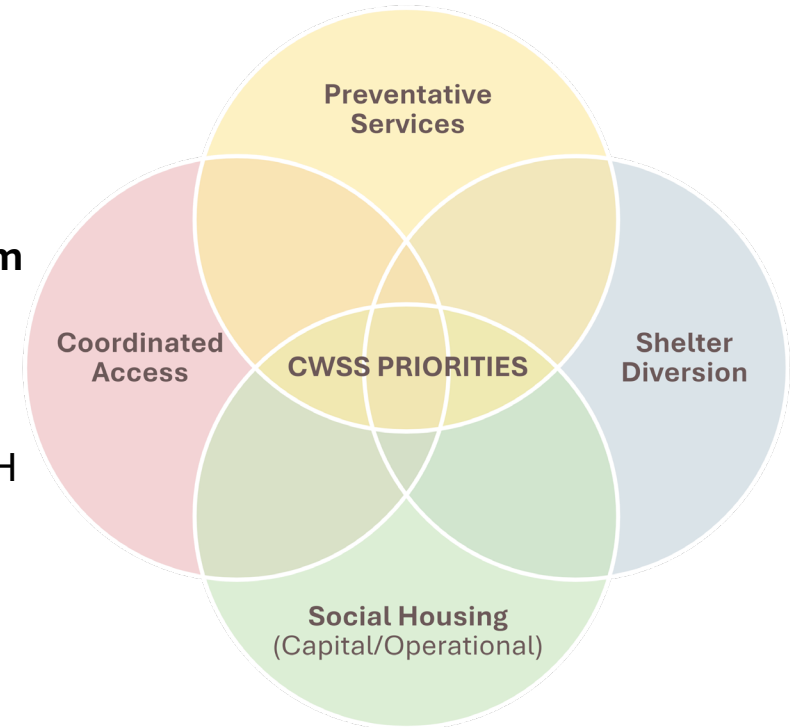 Preventative
Services
m
Coordinated
Access
CWSS PRIORITIES
Shelter
Diversion
H
Social Housing
(Capital/Operational)